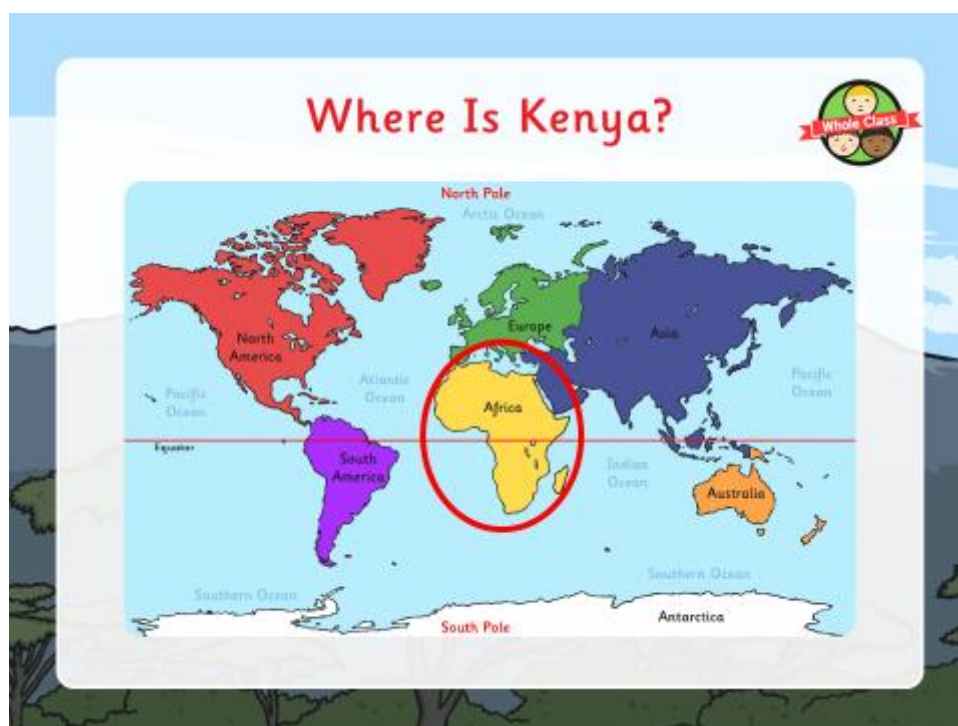 Where Is Kenya?
Whole Class
North Pole
Arctic Ocean
Europe
Asia
North
America
Atlantic
Ocean
Pacific
Ocean
Pacific
Ocean
Africa
Equator
South
America
Indian
Ocean
Australia
Southern Ocean
Southern Ocean
Antarctica
South Pole